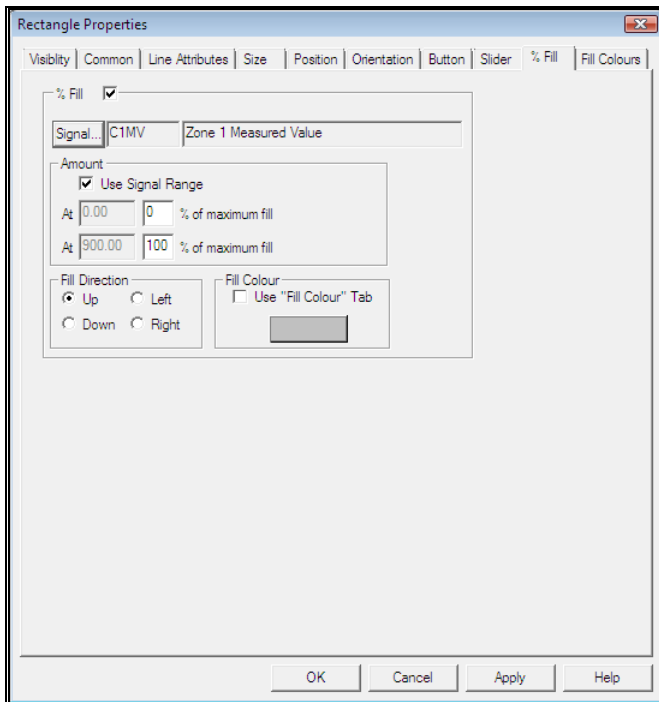 Rectangle Properties
Visiblity Common Line Attributes Size Position Orientation Button Slider % Fill Fill Colours
% Fill
Signal... C1MV Zone 1 Measured Value
Amount
Use Signal Range
At 0.00 0 % of maximum fill
At 900.00 100 % of maximum fill
Fill Direction Fill Colour
Up Left Use "Fill Colour" Tab
Down Right
OK Cancel Apply Help